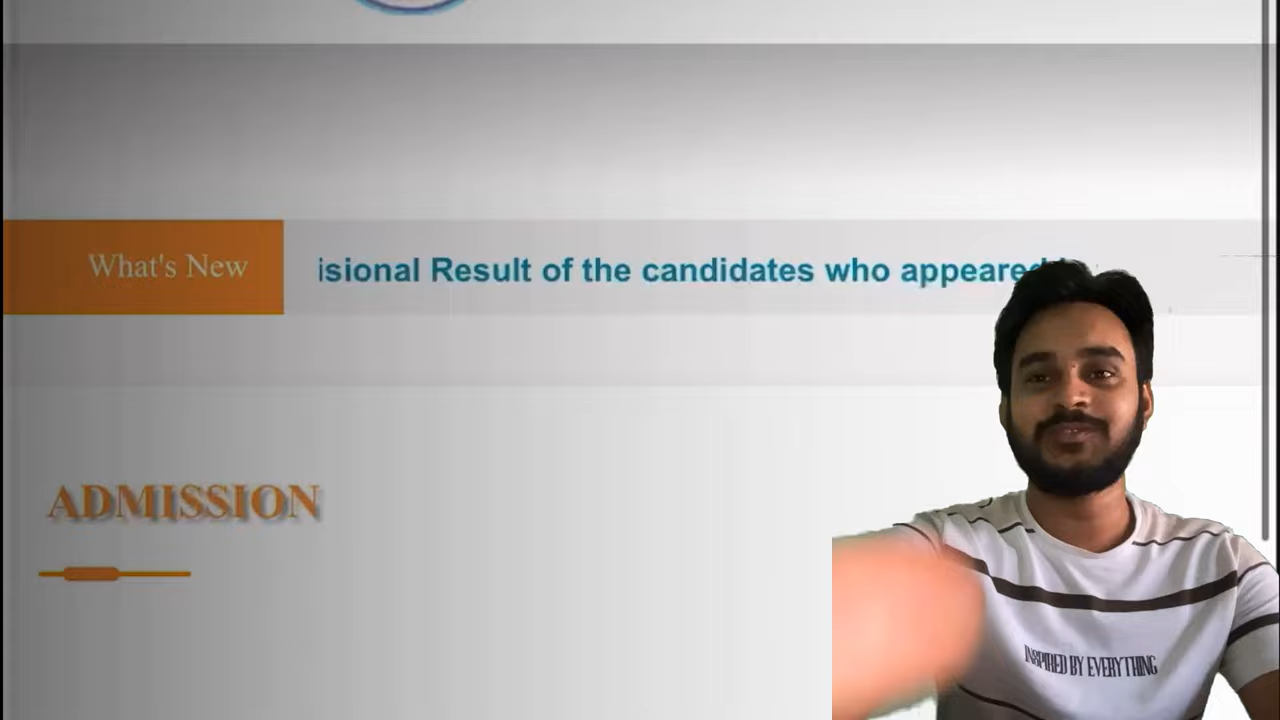 What's New
isional Result of the candidates who appeared
ADMISSION
INSPIRED BY EVERYTHING